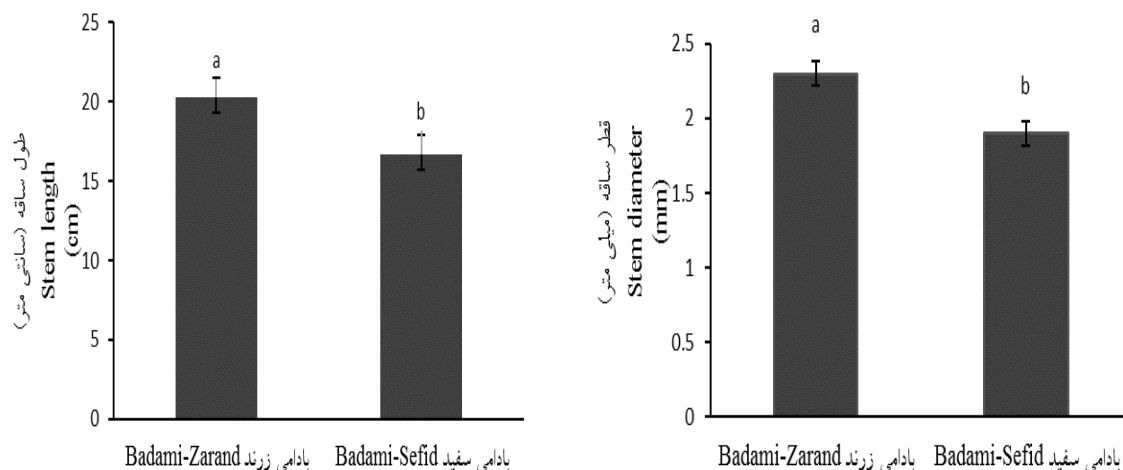 طول ساقه (سانتی متر)
Stem length
(cm)
25
20
15
10
5
0
a
b
بادامی زرند Badami-Zarand
بادامی سفید Badami-Sefid
قطر ساقه (میلی متر)
Stem diameter
(mm)
2.5
2
1.5
1
0.5
0
a
b
بادامی زرند Badami-Zarand
بادامی سفید Badami-Sefid